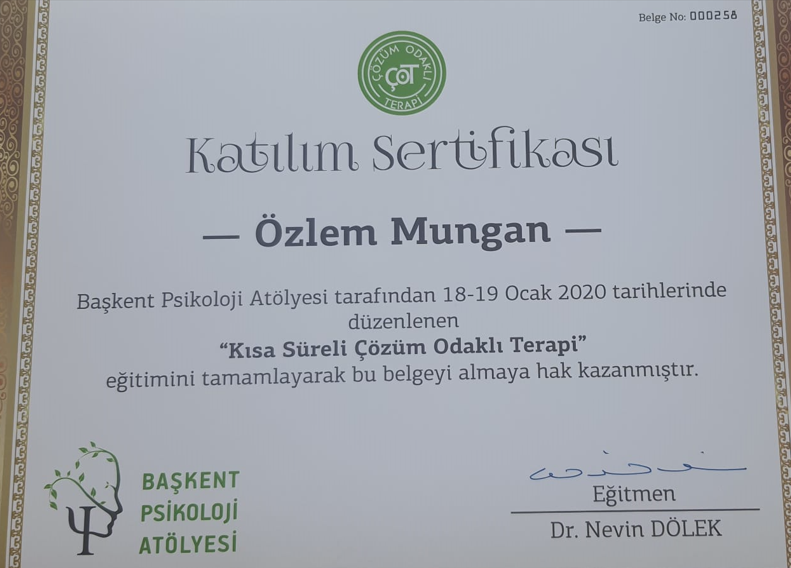 Belge No: 000258
ÇÖZÜM ODAKLI
ÇÖT
TERAPİ
Katılım Sertifikası
— Özlem Mungan —
Başkent Psikoloji Atölyesi tarafından 18-19 Ocak 2020 tarihlerinde
düzenlenen
“Kısa Süreli Çözüm Odaklı Terapi”
eğitimini tamamlayarak bu belgeyi almaya hak kazanmıştır.
BAŞKENT
PSİKOLOJİ
ATÖLYESİ
Eğitmen
Dr. Nevin DÖLEK